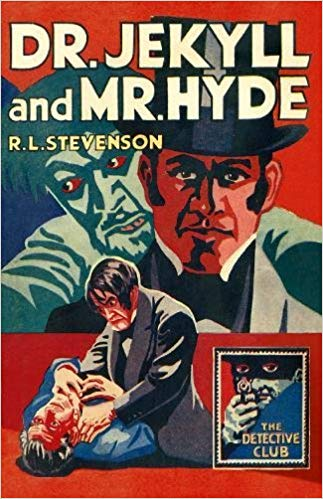 DR. JEKYLL
and MR. HYDE
R. L. STEVENSON
THE
DETECTIVE
CLUB